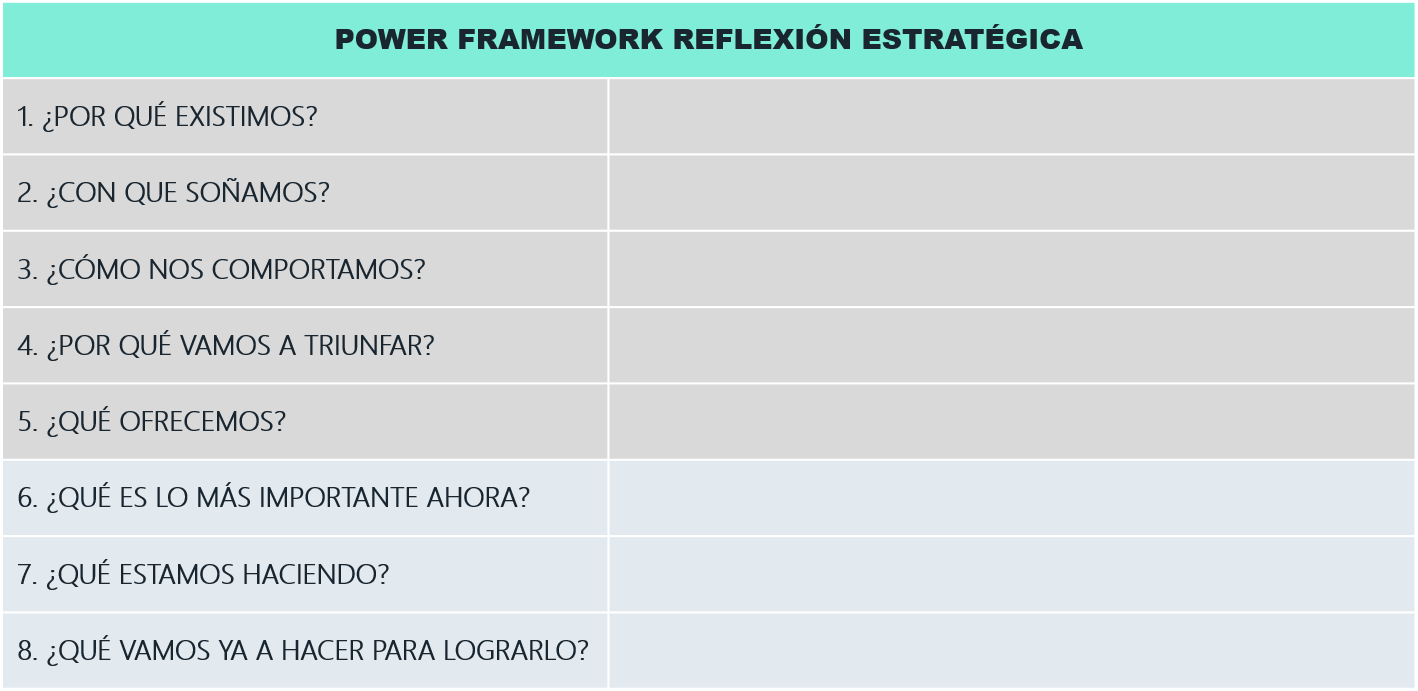 POWER FRAMEWORK REFLEXIÓN ESTRATÉGICA
1. ¿POR QUÉ EXISTIMOS?
2. ¿CON QUE SOÑAMOS?
3. ¿CÓMO NOS COMPORTAMOS?
4. ¿POR QUÉ VAMOS A TRIUNFAR?
5. ¿QUÉ OFRECEMOS?
6. ¿QUÉ ES LO MÁS IMPORTANTE AHORA?
7. ¿QUÉ ESTAMOS HACIENDO?
8. ¿QUÉ VAMOS YA A HACER PARA LOGRARLO?